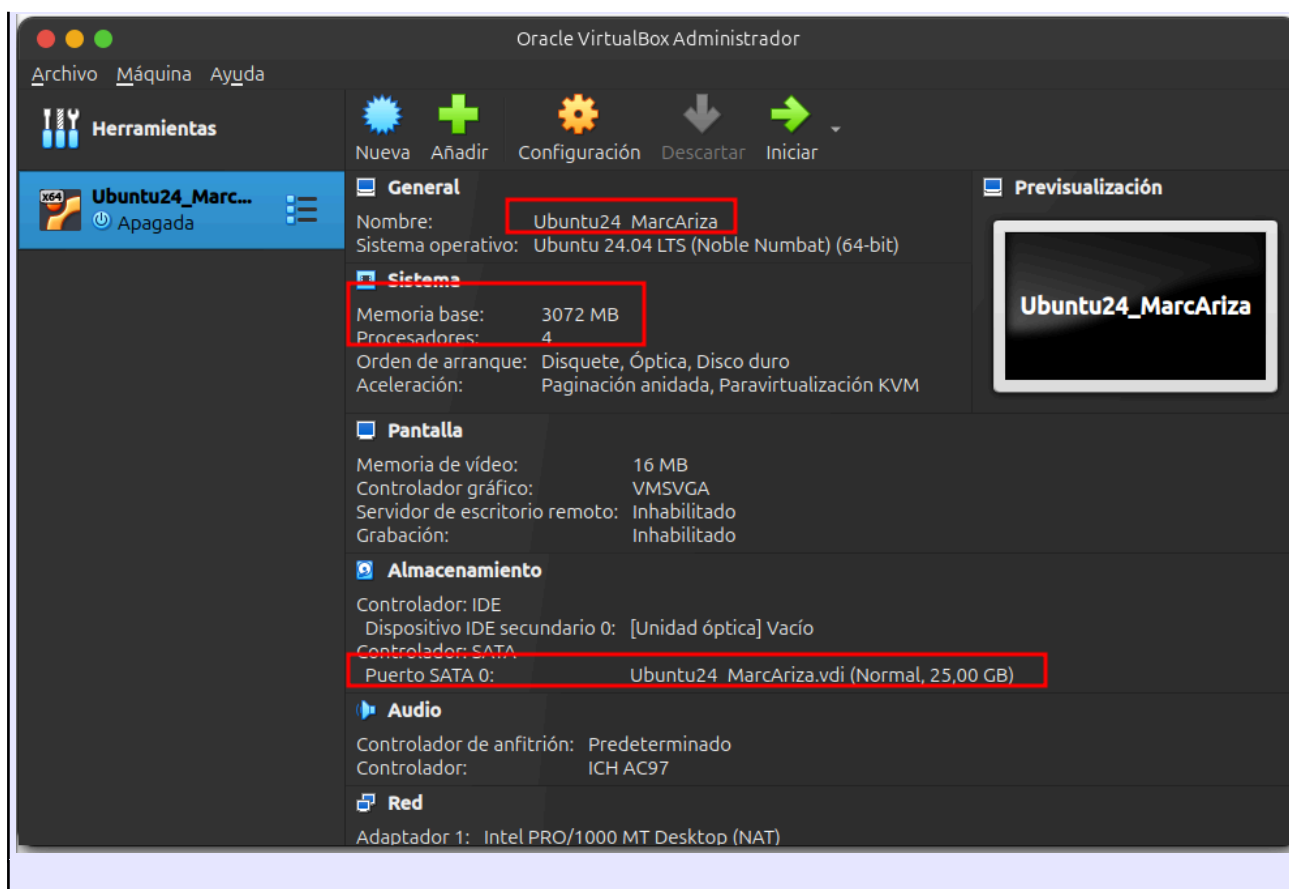 Oracle VirtualBox Administrador
Archivo Máquina Ayuda
Herramientas
Nueva Añadir Configuración Descartar Iniciar
x64
Ubuntu24_Marc...
Apagada
General
Nombre: Ubuntu24_MarcAriza
Sistema operativo: Ubuntu 24.04 LTS (Noble Numbat) (64-bit)
Sistema
Memoria base: 3072 MB
Procesadores: 4
Orden de arranque: Disquete, Óptica, Disco duro
Aceleración: Paginación anidada, Paravirtualización KVM
Previsualización
Ubuntu24_MarcAriza
Pantalla
Memoria de vídeo: 16 MB
Controlador gráfico: VMSVGA
Servidor de escritorio remoto: Inhabilitado
Grabación: Inhabilitado
Almacenamiento
Controlador: IDE
Dispositivo IDE secundario 0: [Unidad óptica] Vacío
Controlador: SATA
Puerto SATA 0: Ubuntu24_MarcAriza.vdi (Normal, 25,00 GB)
Audio
Controlador de anfitrión: Predeterminado
Controlador: ICH AC97
Red
Adaptador 1: Intel PRO/1000 MT Desktop (NAT)